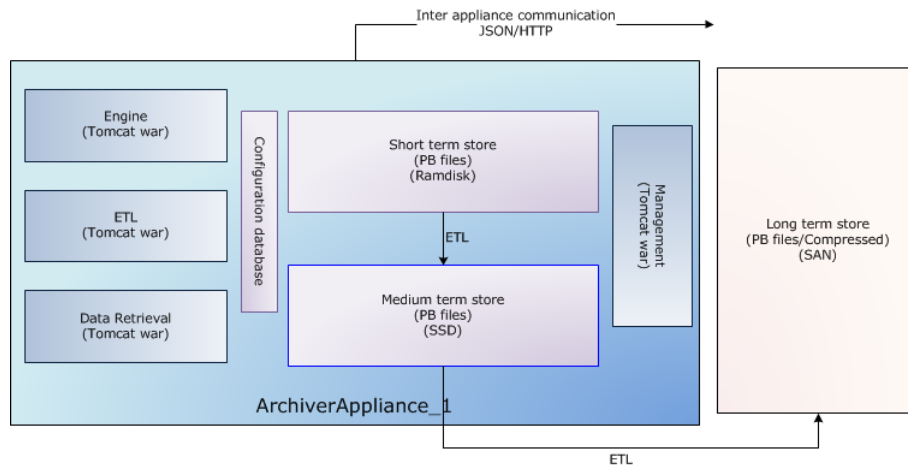 Inter appliance communication
JSON/HTTP
Engine
(Tomcat war)
ETL
(Tomcat war)
Data Retrieval
(Tomcat war)
Configuration database
Short term store
(PB files)
(Ramdisk)
ETL
Medium term store
(PB files)
(SSD)
Management
(Tomcat war)
Long term store
(PB files/Compressed)
(SAN)
ArchiverAppliance_1
ETL